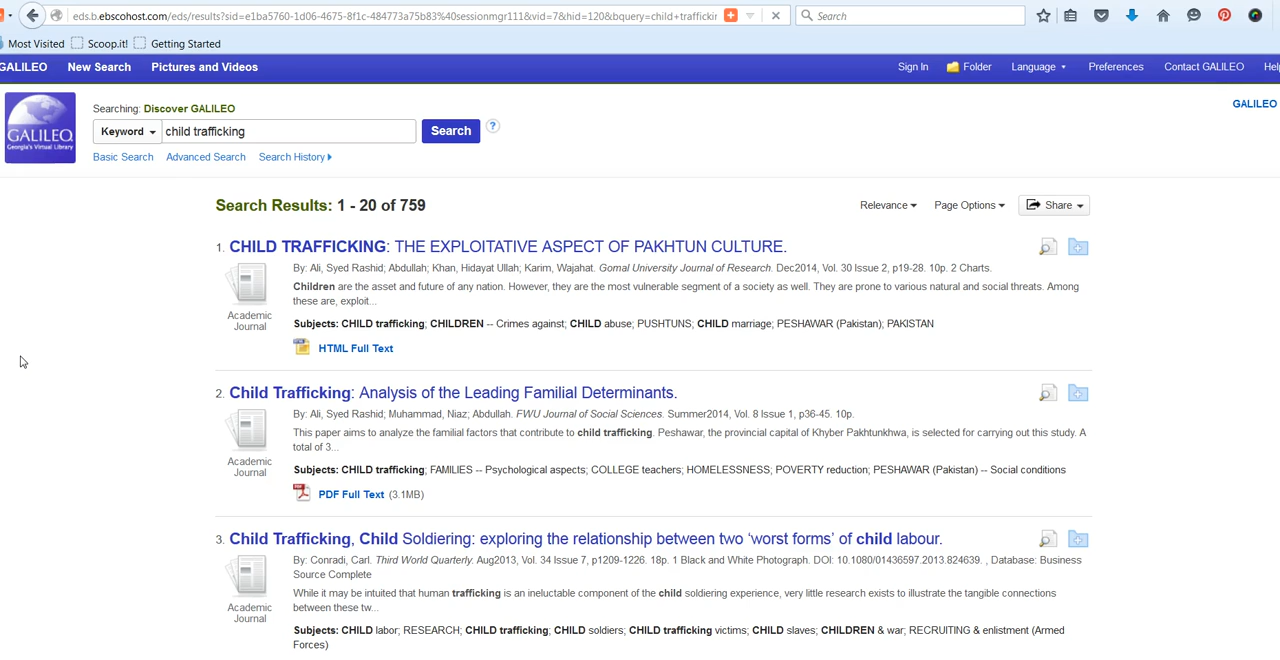 eds.b.ebscohost.com/eds/results?sid=e1ba5760-1d06-4675-8f1c-484773a75b83%40sessionmgr111&vid=7&hid=120&bquery=child+traffickir
Search
Most Visited Scoop.it! Getting Started
GALILEO New Search Pictures and Videos Sign In Folder Language Preferences Contact GALILEO Help
Searching: Discover GALILEO
GALILEO
GALILEO
Georgia's Virtual Library
Keyword child trafficking Search ?
Basic Search Advanced Search Search History
Search Results: 1 - 20 of 759
Relevance Page Options Share
1. CHILD TRAFFICKING: THE EXPLOITATIVE ASPECT OF PAKHTUN CULTURE.
By: Ali, Syed Rashid; Abdullah; Khan, Hidayat Ullah; Karim, Wajahat. Gomal University Journal of Research. Dec2014, Vol. 30 Issue 2, p19-28. 10p. 2 Charts.
Children are the asset and future of any nation. However, they are the most vulnerable segment of a society as well. They are prone to various natural and social threats. Among
these are, exploit...
Academic
Journal
Subjects: CHILD trafficking; CHILDREN -- Crimes against; CHILD abuse; PUSHTUNS; CHILD marriage; PESHAWAR (Pakistan); PAKISTAN
HTML Full Text
2. Child Trafficking: Analysis of the Leading Familial Determinants.
By: Ali, Syed Rashid; Muhammad, Niaz; Abdullah. FWU Journal of Social Sciences. Summer2014, Vol. 8 Issue 1, p36-45. 10p.
This paper aims to analyze the familial factors that contribute to child trafficking. Peshawar, the provincial capital of Khyber Pakhtunkhwa, is selected for carrying out this study. A
total of 3...
Academic
Journal
Subjects: CHILD trafficking; FAMILIES -- Psychological aspects; COLLEGE teachers; HOMELESSNESS; POVERTY reduction; PESHAWAR (Pakistan) -- Social conditions
PDF Full Text (3.1MB)
3. Child Trafficking, Child Soldiering: exploring the relationship between two ‘worst forms’ of child labour.
By: Conradi, Carl. Third World Quarterly. Aug2013, Vol. 34 Issue 7, p1209-1226. 18p. 1 Black and White Photograph. DOI: 10.1080/01436597.2013.824639. , Database: Business
Source Complete
While it may be intuited that human trafficking is an ineluctable component of the child soldiering experience, very little research exists to illustrate the tangible connections
between these tw...
Academic
Journal
Subjects: CHILD labor; RESEARCH; CHILD trafficking; CHILD soldiers; CHILD trafficking victims; CHILD slaves; CHILDREN & war; RECRUITING & enlistment (Armed
Forces)